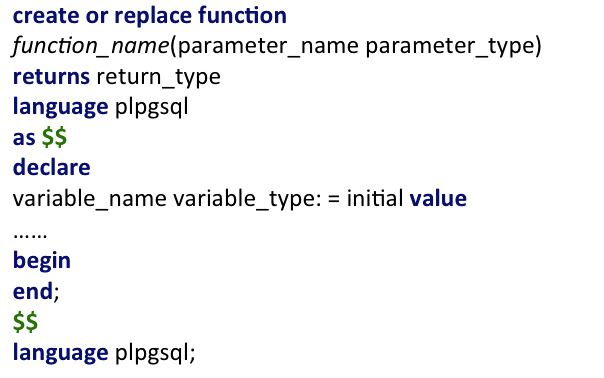 create or replace function
function_name(parameter_name parameter_type)
returns return_type
language plpgsql
as $$
declare
variable_name variable_type: = initial value
......
begin
end;
$$
language plpgsql;